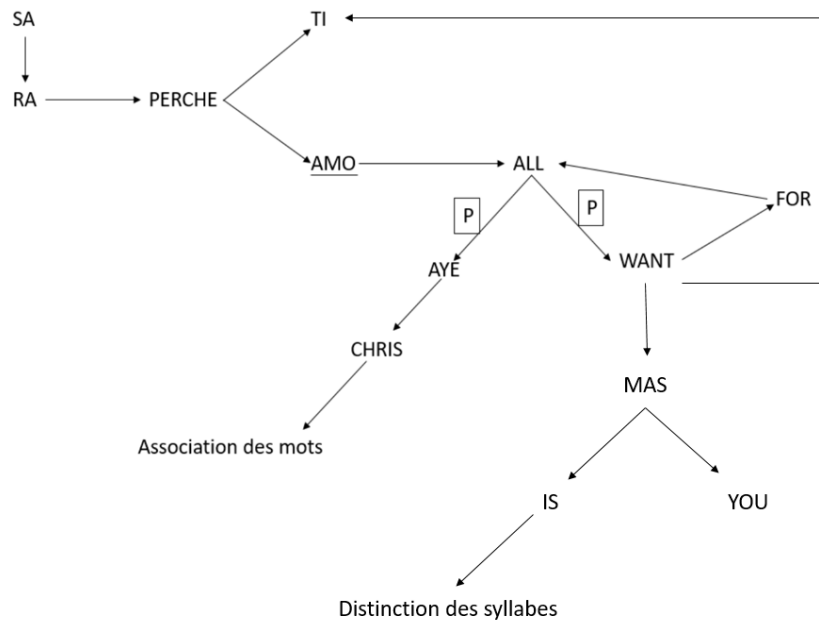 SA
TI
RA
PERCHE
AMO
ALL
FOR
P
P
AYE
WANT
CHRIS
MAS
Association des mots
IS
YOU
Distinction des syllabes